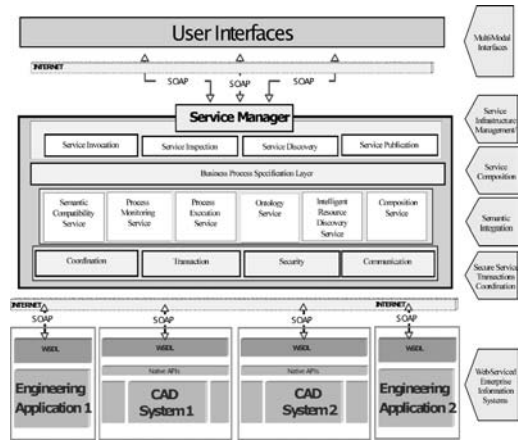 User Interfaces
Multi-Modal
Interfaces
INTERNET
SOAP
SOAP
SOAP
Service Manager
Service
Infrastructure
Management/
Service Invocation
Service Inspection
Service Discovery
Service Publication
Business Process Specification Layer
Service
Composition
Semantic
Compatibility
Service
Process
Monitoring
Service
Process
Execution
Service
Ontology
Service
Intelligent
Resource
Discovery
Service
Composition
Service
Semantic
Integration
Coordination
Transaction
Security
Communication
Secure Service
Transactions
Coordination
INTERNET
INTERNET
SOAP
SOAP
SOAP
SOAP
WSDL
WSDL
WSDL
WSDL
Native APIs
Native APIs
Engineering
Application 1
CAD
System 1
CAD
System 2
Engineering
Application 2
Web-Serviced
Enterprise
Information
Systems